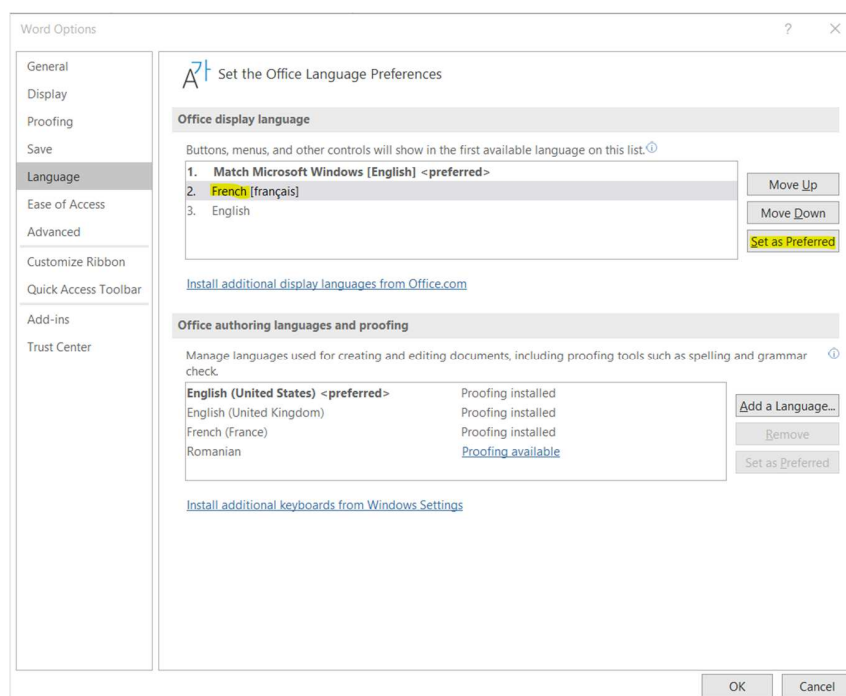 Word Options ? ×
General
Display
Proofing
Save
Language
Ease of Access
Advanced
Customize Ribbon
Quick Access Toolbar
Add-ins
Trust Center
A가 Set the Office Language Preferences
Office display language
Buttons, menus, and other controls will show in the first available language on this list.
1. Match Microsoft Windows [English] <preferred>
2. French [français]
3. English
Move Up
Move Down
Set as Preferred
Install additional display languages from Office.com
Office authoring languages and proofing
Manage languages used for creating and editing documents, including proofing tools such as spelling and grammar
check.
English (United States) <preferred> Proofing installed
English (United Kingdom) Proofing installed
French (France) Proofing installed
Romanian Proofing available
Add a Language...
Remove
Set as Preferred
Install additional keyboards from Windows Settings
OK Cancel